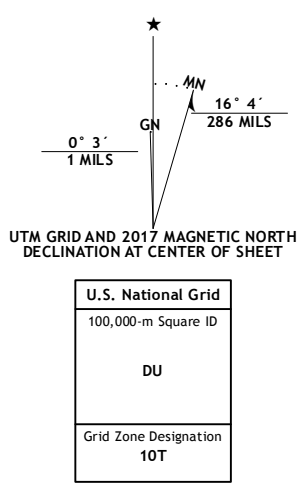 ★
MN
16° 4´
286 MILS
GN
0° 3´
1 MILS
UTM GRID AND 2017 MAGNETIC NORTH
DECLINATION AT CENTER OF SHEET
U.S. National Grid
100,000-m Square ID
DU
Grid Zone Designation
10T